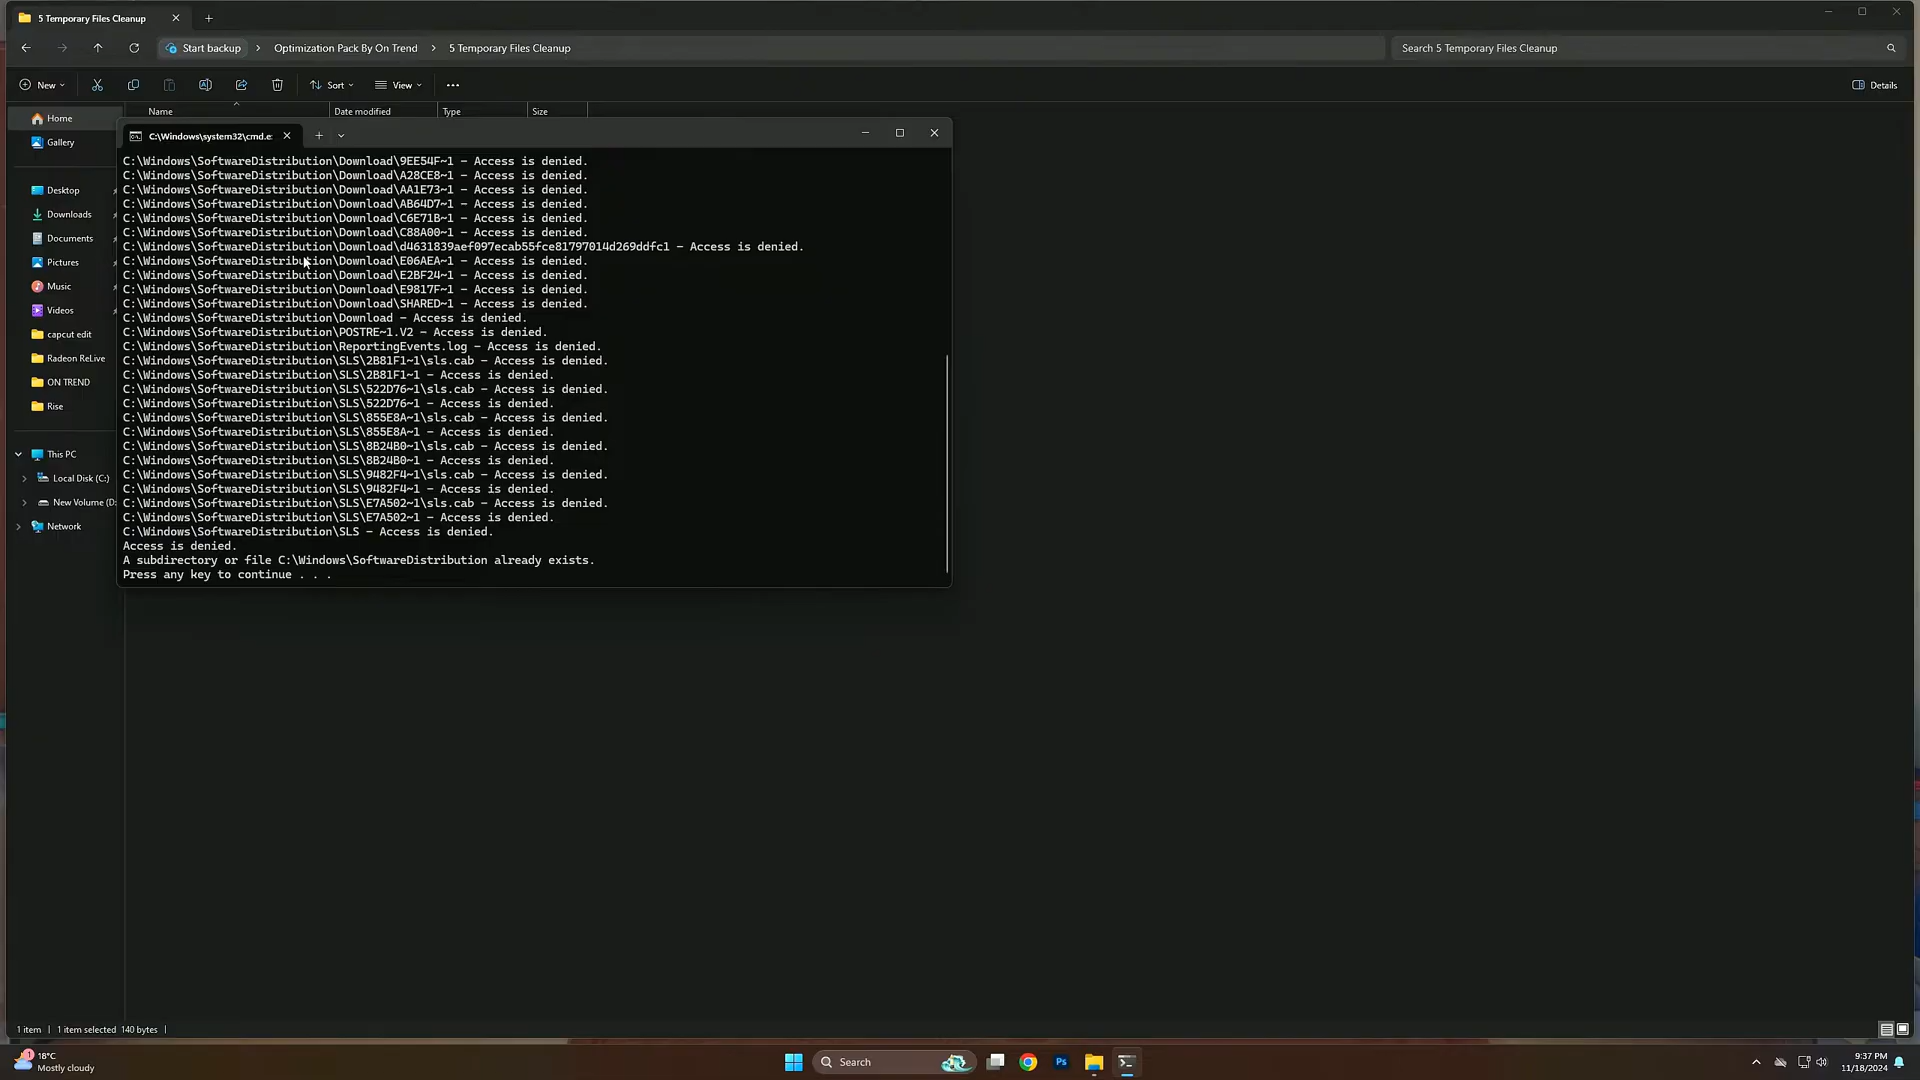 5 Temporary Files Cleanup
Start backup > Optimization Pack By On Trend > 5 Temporary Files Cleanup
Search 5 Temporary Files Cleanup
New
Sort
View
Details
Name
Date modified
Type
Size
Home
Gallery
Desktop
Downloads
Documents
Pictures
Music
Videos
capcut edit
Radeon ReLive
ON TREND
Rise
This PC
Local Disk (C:)
New Volume (D:
Network
C:\Windows\system32\cmd.e
C:\Windows\SoftwareDistribution\Download\9EE54F~1 - Access is denied.
C:\Windows\SoftwareDistribution\Download\A28CE8~1 - Access is denied.
C:\Windows\SoftwareDistribution\Download\AA1E73~1 - Access is denied.
C:\Windows\SoftwareDistribution\Download\AB64D7~1 - Access is denied.
C:\Windows\SoftwareDistribution\Download\C6E71B~1 - Access is denied.
C:\Windows\SoftwareDistribution\Download\C88A00~1 - Access is denied.
C:\Windows\SoftwareDistribution\Download\d4631839aef097ecab55fce81797014d269ddfc1 - Access is denied.
C:\Windows\SoftwareDistribution\Download\E06AEA~1 - Access is denied.
C:\Windows\SoftwareDistribution\Download\E2BF24~1 - Access is denied.
C:\Windows\SoftwareDistribution\Download\E9817F~1 - Access is denied.
C:\Windows\SoftwareDistribution\Download\SHARED~1 - Access is denied.
C:\Windows\SoftwareDistribution\Download - Access is denied.
C:\Windows\SoftwareDistribution\POSTRE~1.V2 - Access is denied.
C:\Windows\SoftwareDistribution\ReportingEvents.log - Access is denied.
C:\Windows\SoftwareDistribution\SLS\2B81F1~1\sls.cab - Access is denied.
C:\Windows\SoftwareDistribution\SLS\2B81F1~1 - Access is denied.
C:\Windows\SoftwareDistribution\SLS\522D76~1\sls.cab - Access is denied.
C:\Windows\SoftwareDistribution\SLS\522D76~1 - Access is denied.
C:\Windows\SoftwareDistribution\SLS\855E8A~1\sls.cab - Access is denied.
C:\Windows\SoftwareDistribution\SLS\855E8A~1 - Access is denied.
C:\Windows\SoftwareDistribution\SLS\8B24B0~1\sls.cab - Access is denied.
C:\Windows\SoftwareDistribution\SLS\8B24B0~1 - Access is denied.
C:\Windows\SoftwareDistribution\SLS\9482F4~1\sls.cab - Access is denied.
C:\Windows\SoftwareDistribution\SLS\9482F4~1 - Access is denied.
C:\Windows\SoftwareDistribution\SLS\E7A502~1\sls.cab - Access is denied.
C:\Windows\SoftwareDistribution\SLS\E7A502~1 - Access is denied.
C:\Windows\SoftwareDistribution\SLS - Access is denied.
Access is denied.
A subdirectory or file C:\Windows\SoftwareDistribution already exists.
Press any key to continue . . .
1 item | 1 item selected 140 bytes |
1
18°C
Mostly cloudy
Search
Ps
9:37 PM
11/18/2024